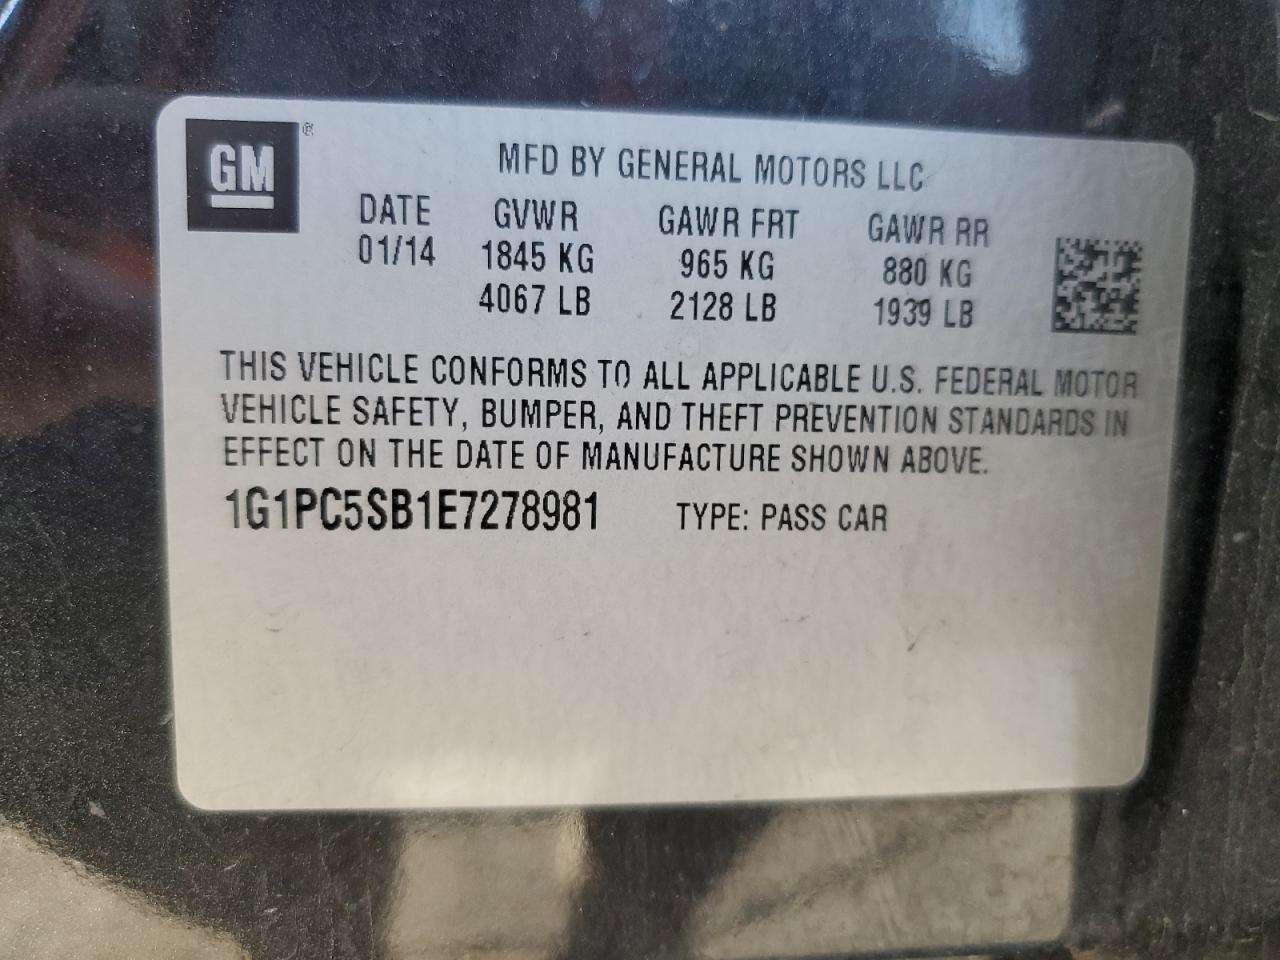 GM ®
MFD BY GENERAL MOTORS LLC
DATE GVWR GAWR FRT GAWR RR
01/14 1845 KG 965 KG 880 KG
4067 LB 2128 LB 1939 LB
THIS VEHICLE CONFORMS TO ALL APPLICABLE U.S. FEDERAL MOTOR
VEHICLE SAFETY, BUMPER, AND THEFT PREVENTION STANDARDS IN
EFFECT ON THE DATE OF MANUFACTURE SHOWN ABOVE.
1G1PC5SB1E7278981 TYPE: PASS CAR